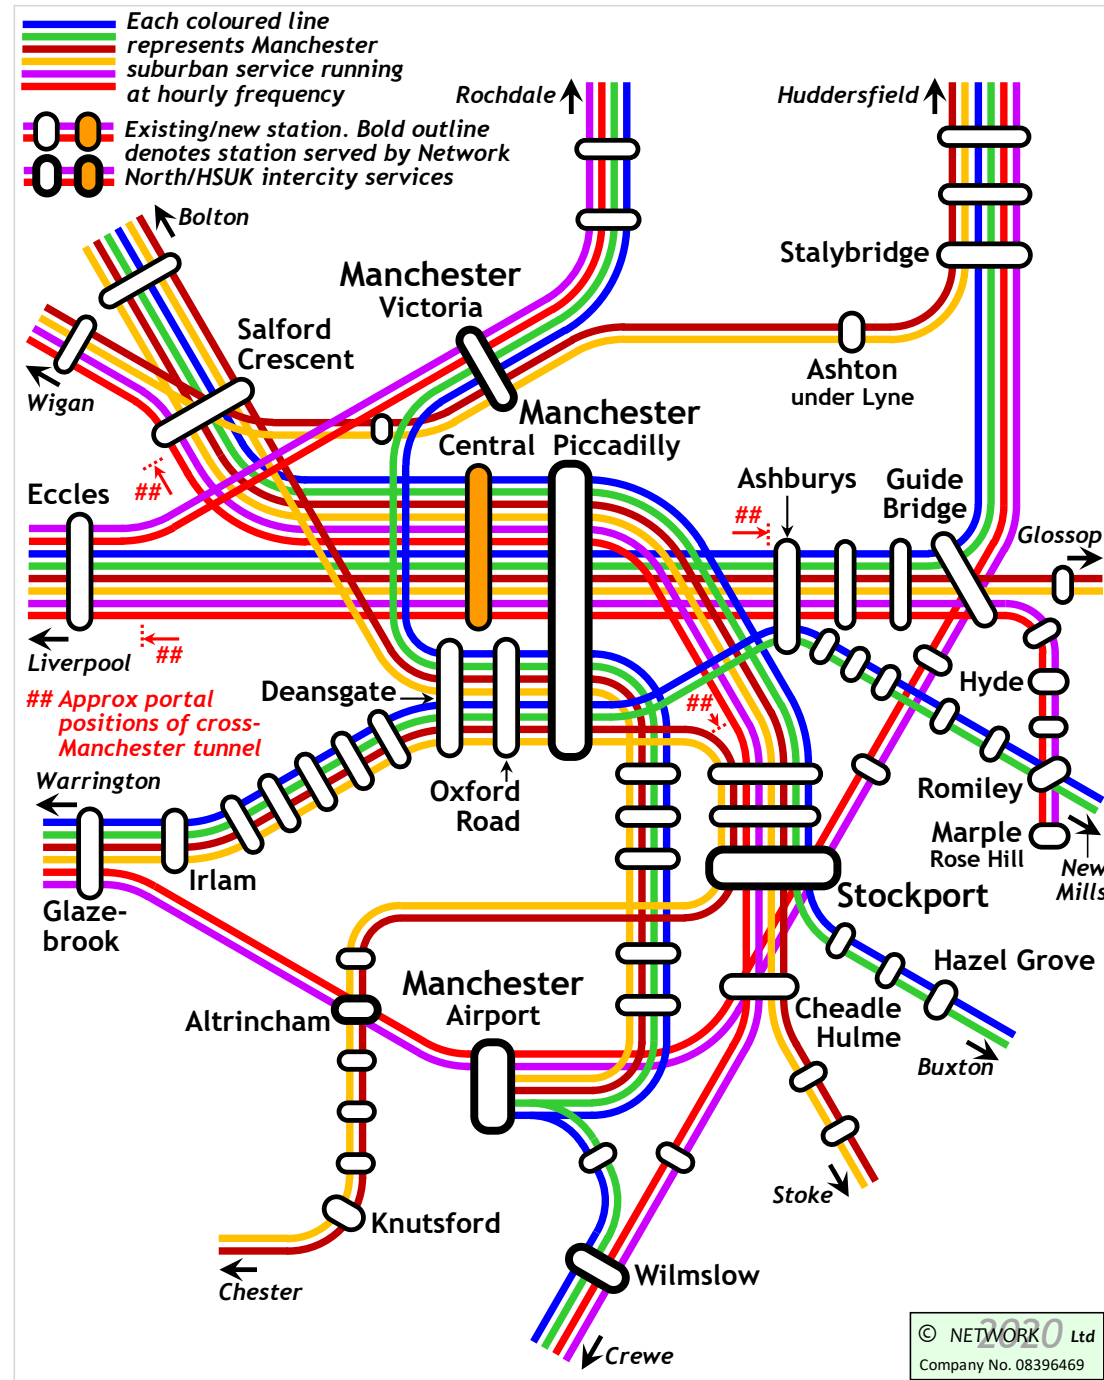 Each coloured line
represents Manchester
suburban service running
at hourly frequency
Existing/new station. Bold outline
denotes station served by Network
North/HSUK intercity services
Rochdale
Huddersfield
Bolton
Stalybridge
Manchester
Victoria
Salford
Crescent
Wigan
Ashton
under Lyne
Manchester
Central Piccadilly
##
Eccles
Ashburys
Guide
Bridge
##
Glossop
Liverpool
##
## Approx portal
positions of cross-
Manchester tunnel
Deansgate
Hyde
##
Warrington
Oxford
Road
Romiley
Irlam
Marple
Rose Hill
New
Mills
Glaze-
brook
Stockport
Hazel Grove
Manchester
Airport
Altrincham
Cheadle
Hulme
Buxton
Stoke
Knutsford
Wilmslow
Chester
Crewe
© NETWORK 2020 Ltd
Company No. 08396469